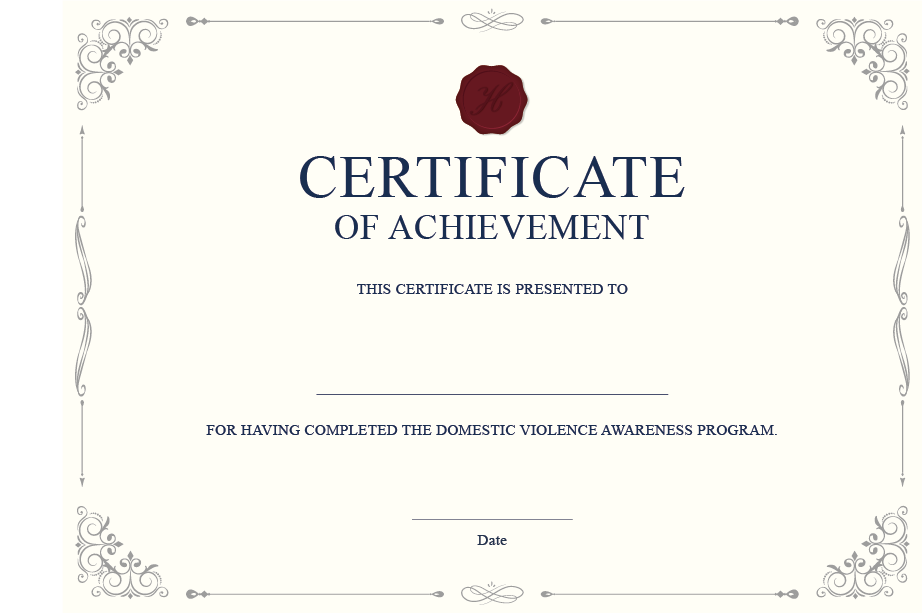 H
CERTIFICATE
OF ACHIEVEMENT
THIS CERTIFICATE IS PRESENTED TO
FOR HAVING COMPLETED THE DOMESTIC VIOLENCE AWARENESS PROGRAM.
Date